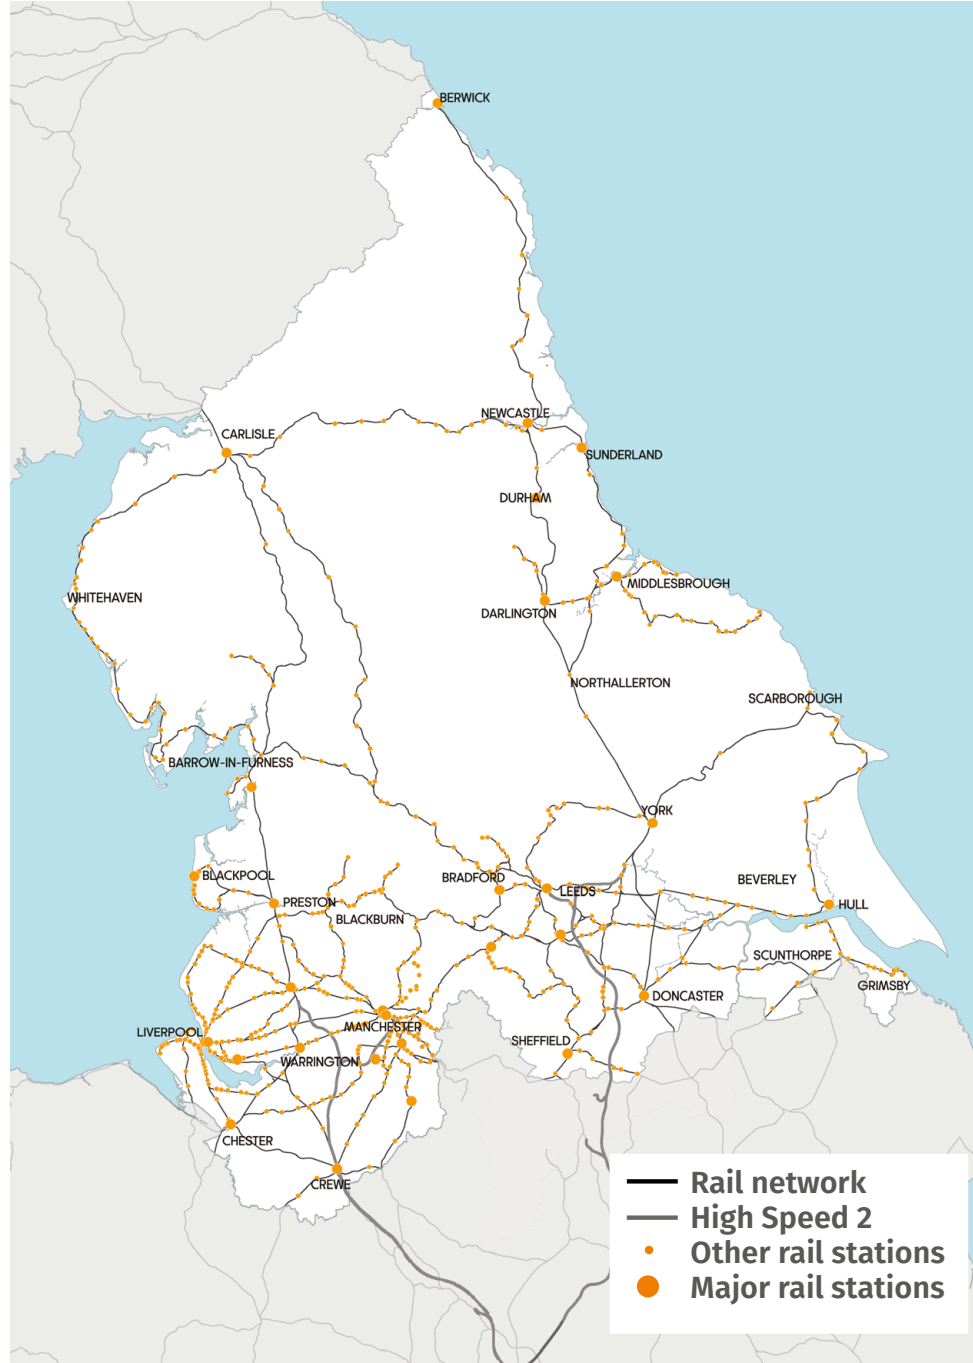 BERWICK
NEWCASTLE
CARLISLE
SUNDERLAND
DURHAM
MIDDLESBROUGH
WHITEHAVEN
DARLINGTON
NORTHALLERTON
SCARBOROUGH
BARROW-IN-FURNESS
YORK
BLACKPOOL
BRADFORD
BEVERLEY
LEEDS
PRESTON
HULL
BLACKBURN
SCUNTHORPE
GRIMSBY
DONCASTER
MANCHESTER
LIVERPOOL
SHEFFIELD
WARRINGTON
CHESTER
CREWE
Rail network
High Speed 2
Other rail stations
Major rail stations